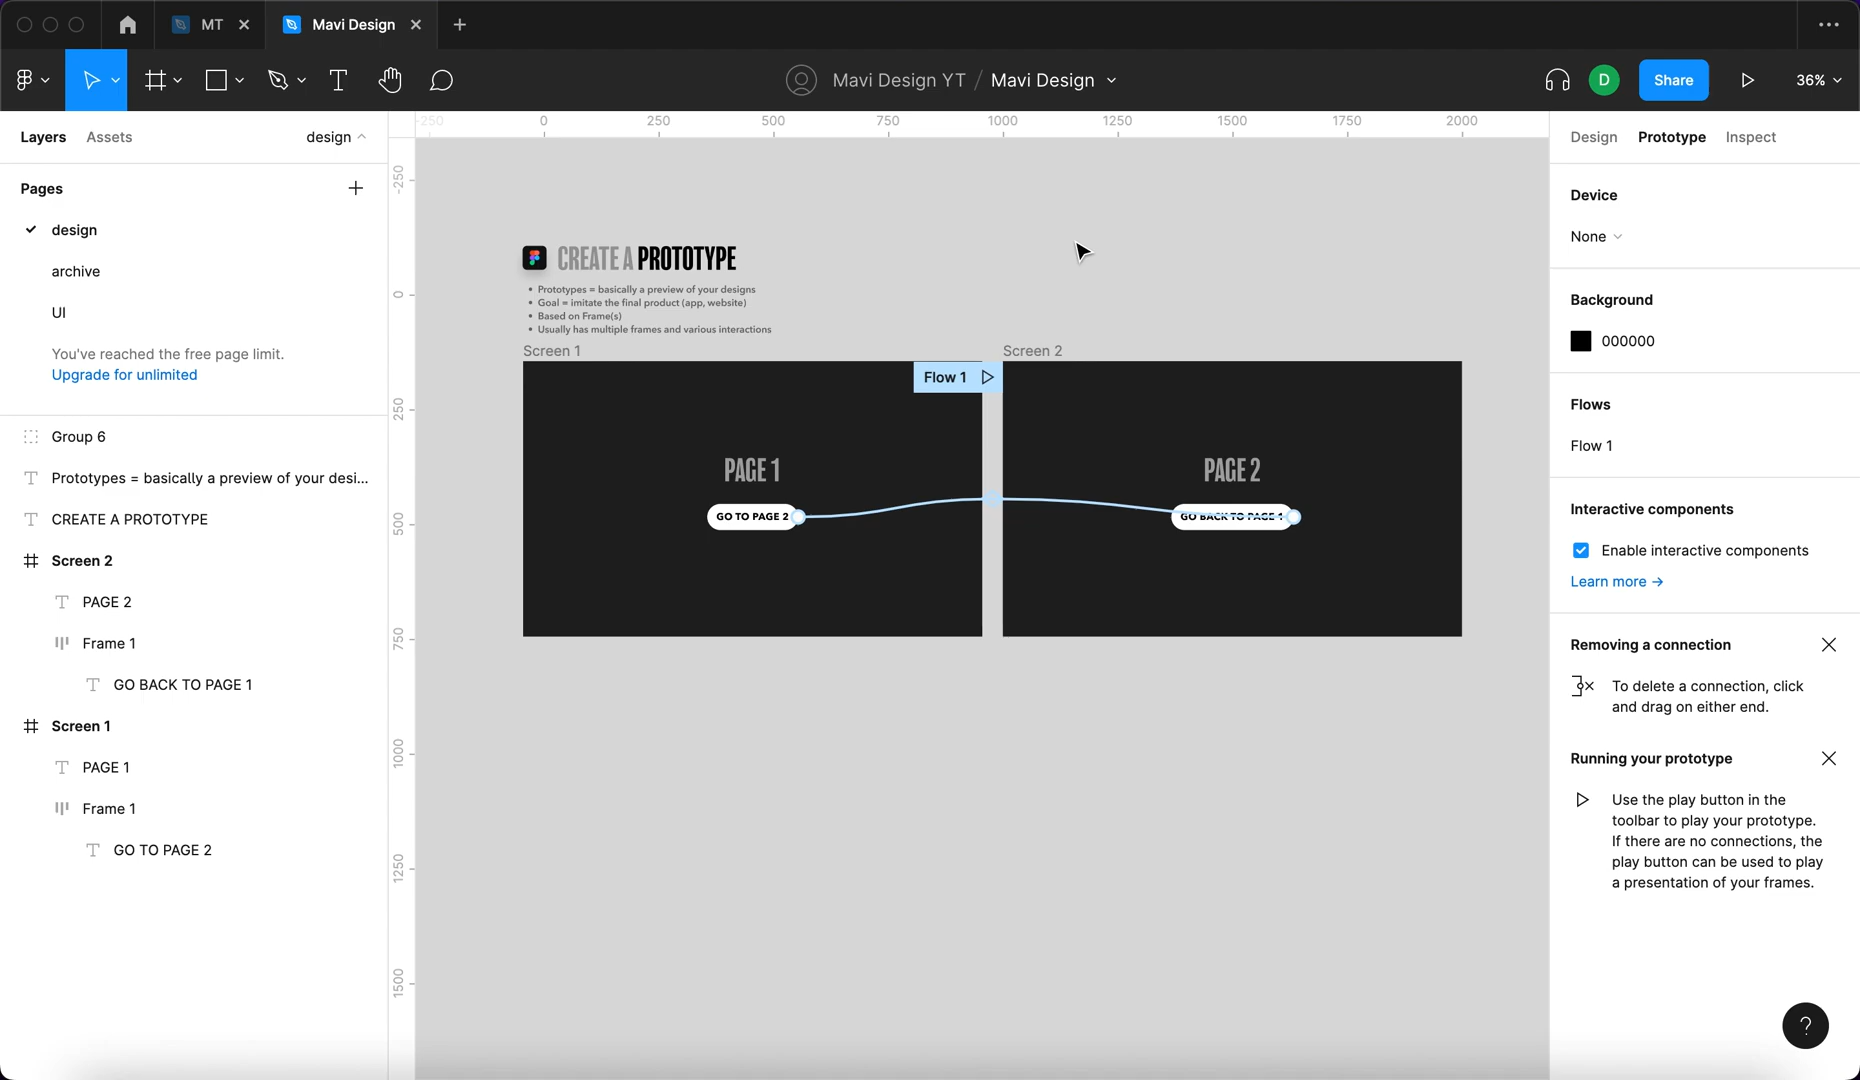 MT
Mavi Design
Mavi Design YT / Mavi Design
D
Share
36%
Layers
Assets
design
Pages
design
archive
UI
You've reached the free page limit.
Upgrade for unlimited
Group 6
Prototypes = basically a preview of your desi...
CREATE A PROTOTYPE
Screen 2
PAGE 2
Frame 1
GO BACK TO PAGE 1
Screen 1
PAGE 1
Frame 1
GO TO PAGE 2
-250
0
250
500
750
1000
1250
1500
1750
2000
-250
0
250
500
750
1000
1250
1500
CREATE A PROTOTYPE
• Prototypes = basically a preview of your designs
• Goal = imitate the final product (app, website)
• Based on Frame(s)
• Usually has multiple frames and various interactions
Screen 1
Flow 1
PAGE 1
GO TO PAGE 2
Screen 2
PAGE 2
GO BACK TO PAGE 1
Design
Prototype
Inspect
Device
None
Background
000000
Flows
Flow 1
Interactive components
Enable interactive components
Learn more →
Removing a connection
To delete a connection, click
and drag on either end.
Running your prototype
Use the play button in the
toolbar to play your prototype.
If there are no connections, the
play button can be used to play
a presentation of your frames.
?